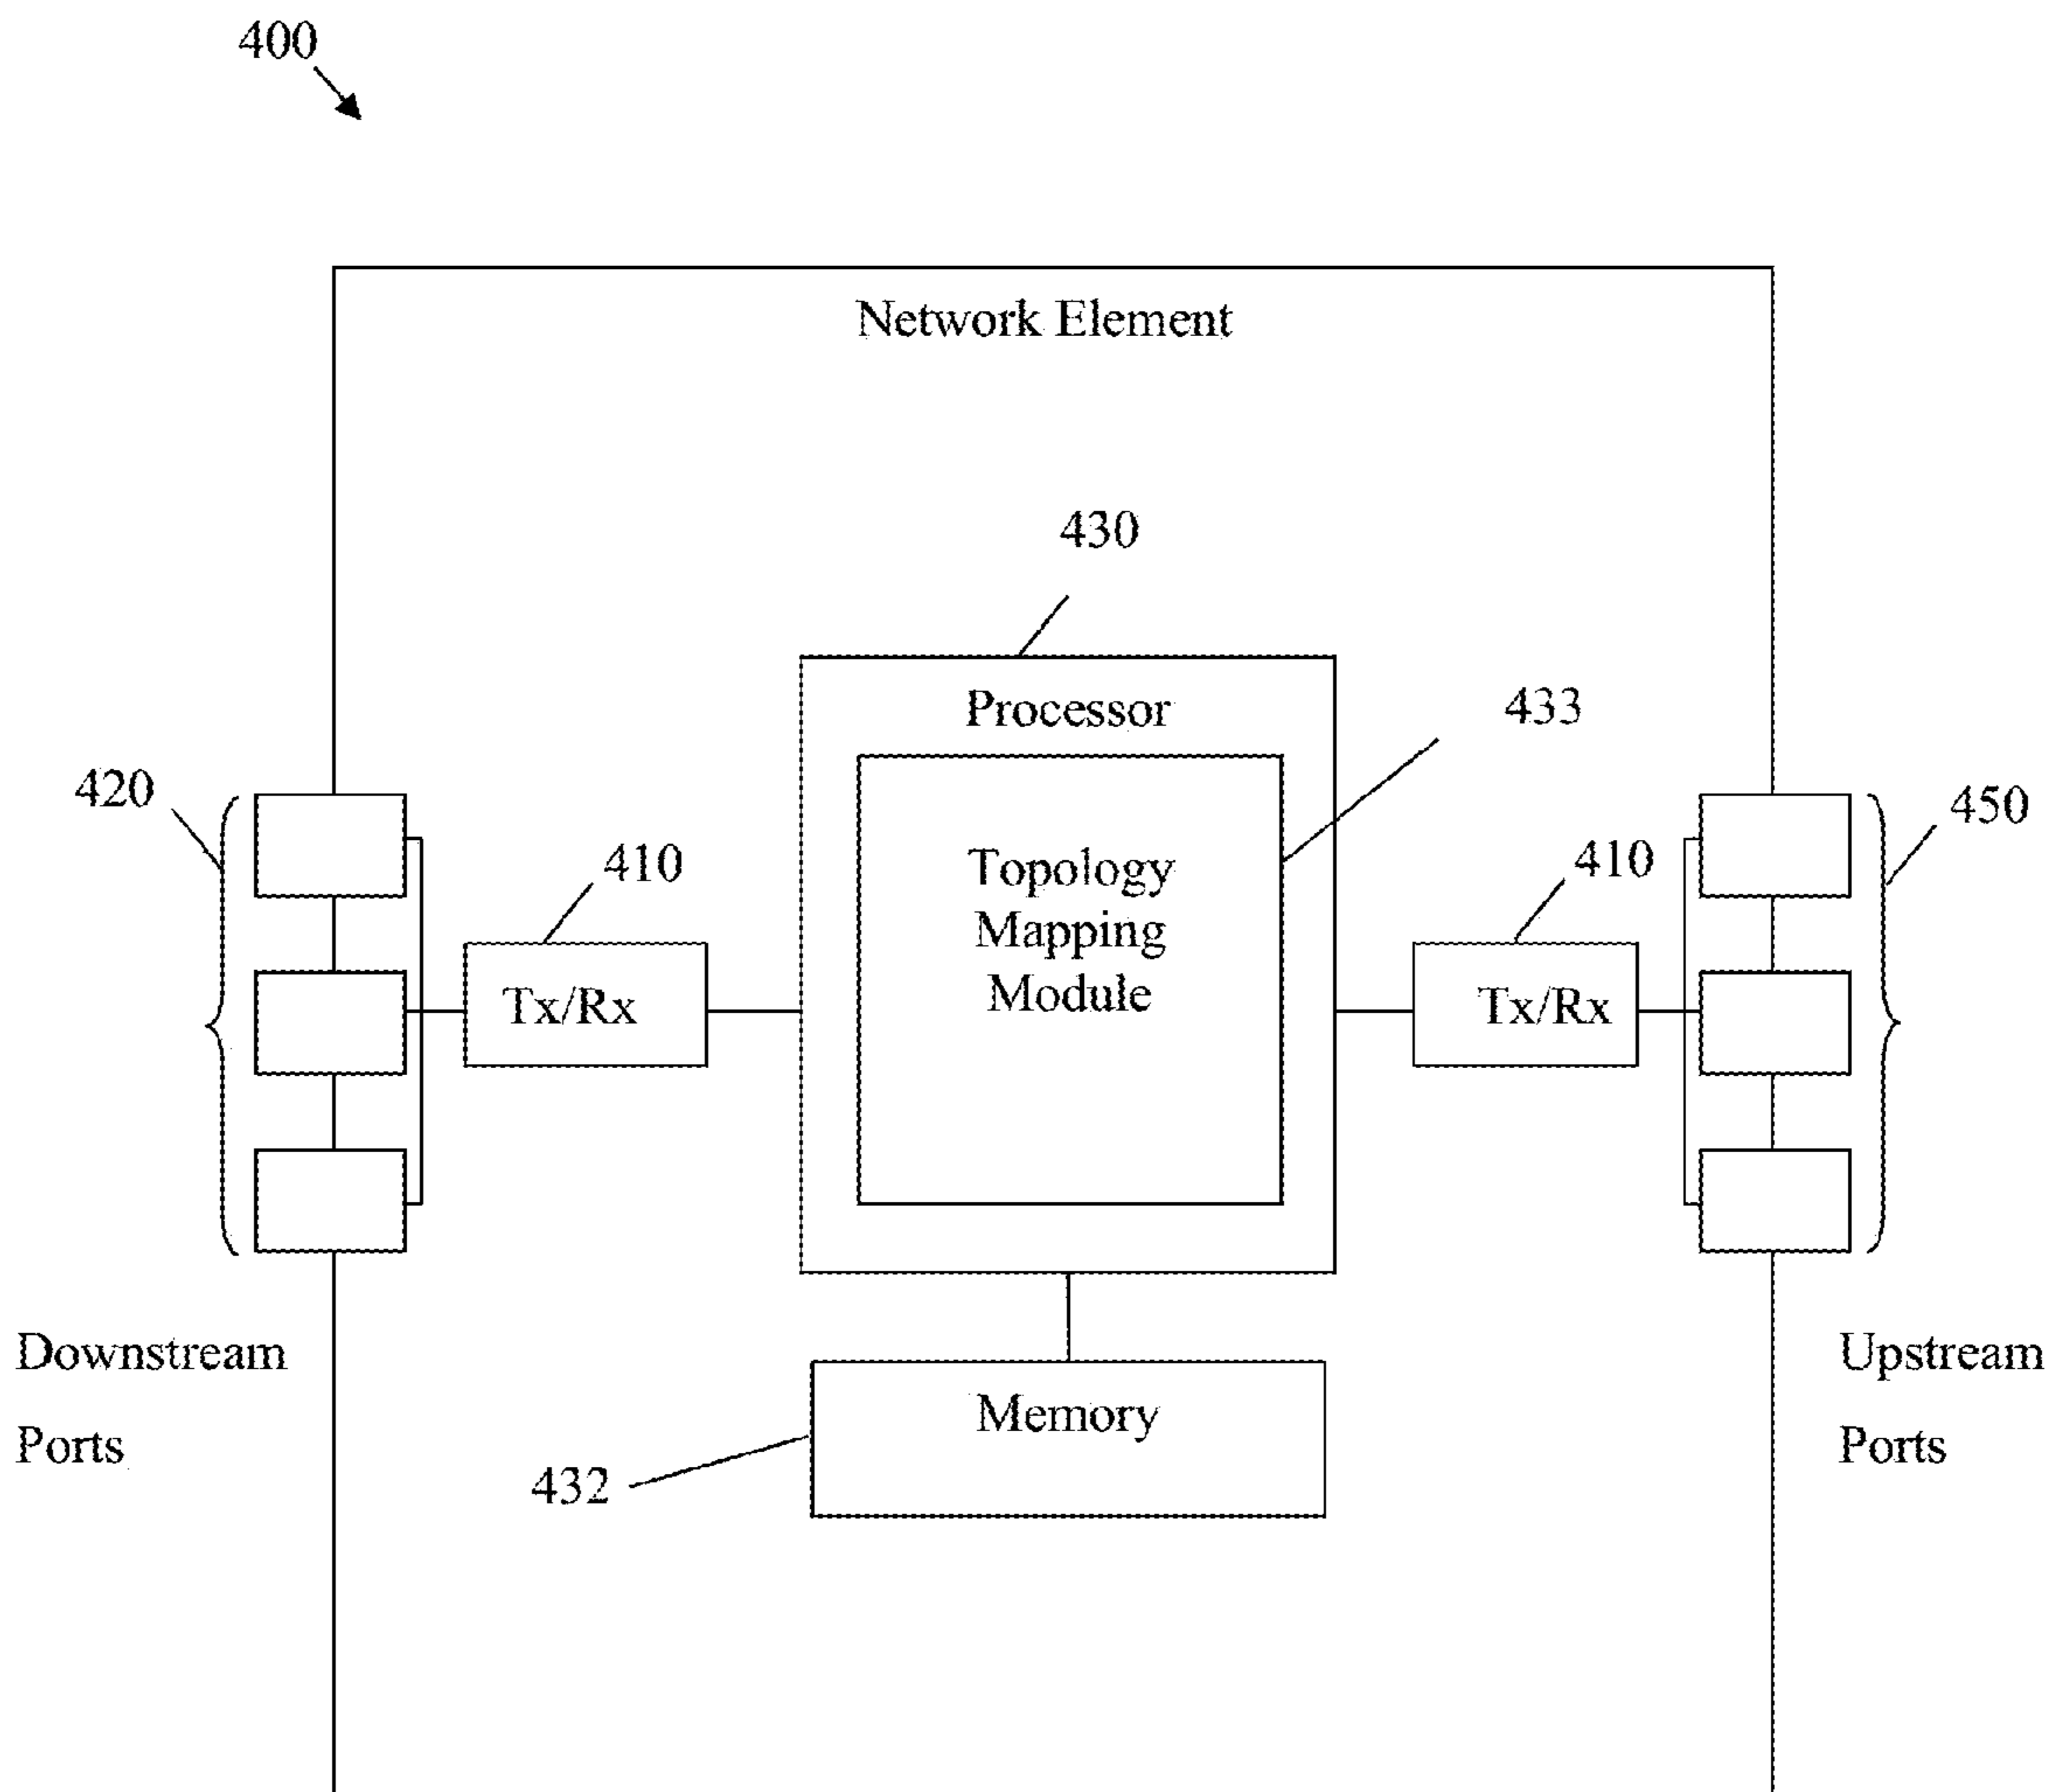 400
Network Element
430
Processor
433
420
450
410
410
Topology
Mapping
Module
Tx/Rx
Tx/Rx
Downstream
Ports
Upstream
Ports
Memory
432